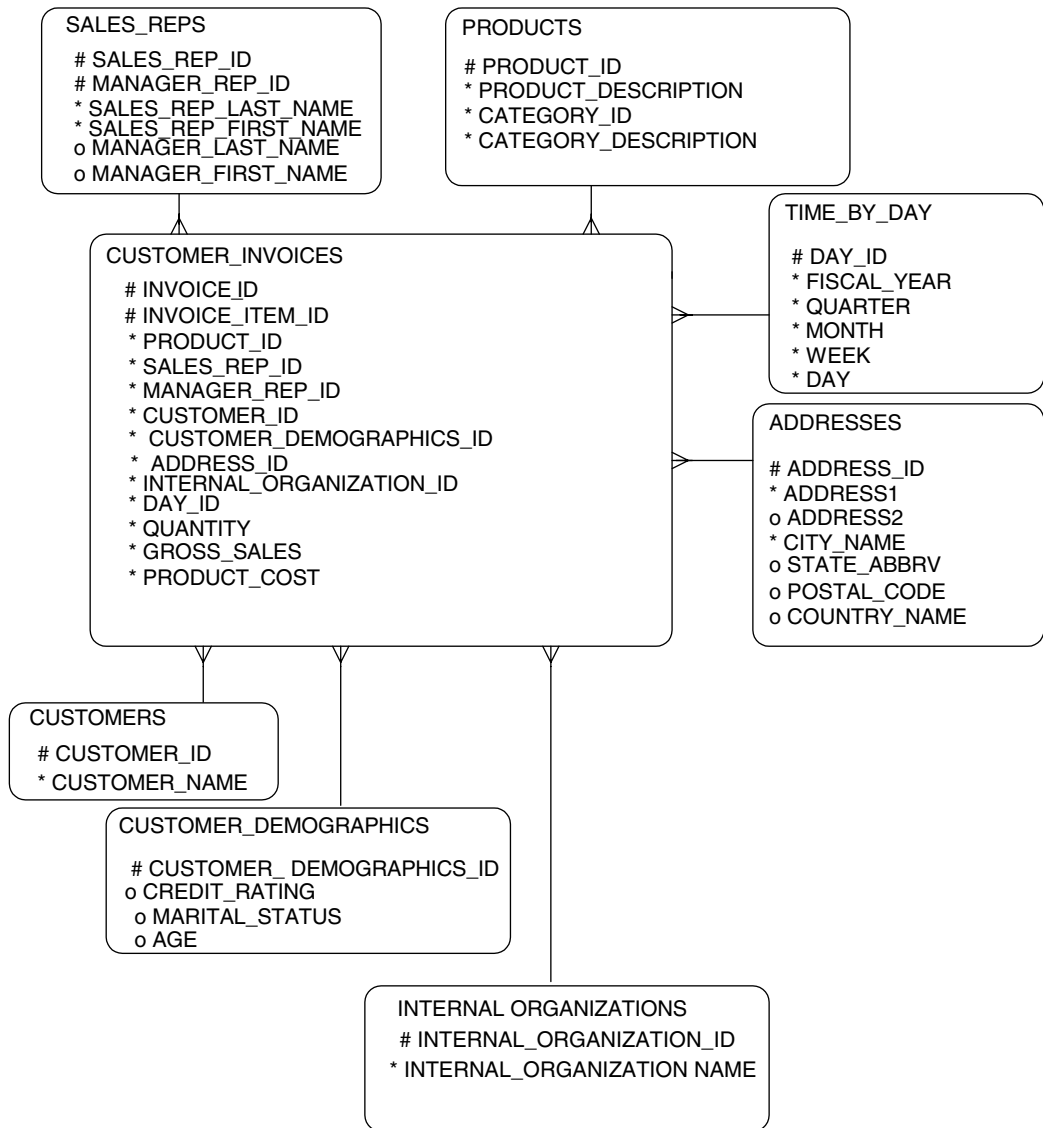 SALES_REPS
# SALES_REP_ID
# MANAGER_REP_ID
* SALES_REP_LAST_NAME
* SALES_REP_FIRST_NAME
o MANAGER_LAST_NAME
o MANAGER_FIRST_NAME
PRODUCTS
# PRODUCT_ID
* PRODUCT_DESCRIPTION
* CATEGORY_ID
* CATEGORY_DESCRIPTION
TIME_BY_DAY
# DAY_ID
* FISCAL_YEAR
* QUARTER
* MONTH
* WEEK
* DAY
CUSTOMER_INVOICES
# INVOICE_ID
# INVOICE_ITEM_ID
* PRODUCT_ID
* SALES_REP_ID
* MANAGER_REP_ID
* CUSTOMER_ID
* CUSTOMER_DEMOGRAPHICS_ID
* ADDRESS_ID
* INTERNAL_ORGANIZATION_ID
* DAY_ID
* QUANTITY
* GROSS_SALES
* PRODUCT_COST
ADDRESSES
# ADDRESS_ID
* ADDRESS1
o ADDRESS2
* CITY_NAME
o STATE_ABBRV
o POSTAL_CODE
o COUNTRY_NAME
CUSTOMERS
# CUSTOMER_ID
* CUSTOMER_NAME
CUSTOMER_DEMOGRAPHICS
# CUSTOMER_ DEMOGRAPHICS_ID
o CREDIT_RATING
o MARITAL_STATUS
o AGE
INTERNAL ORGANIZATIONS
# INTERNAL_ORGANIZATION_ID
* INTERNAL_ORGANIZATION NAME